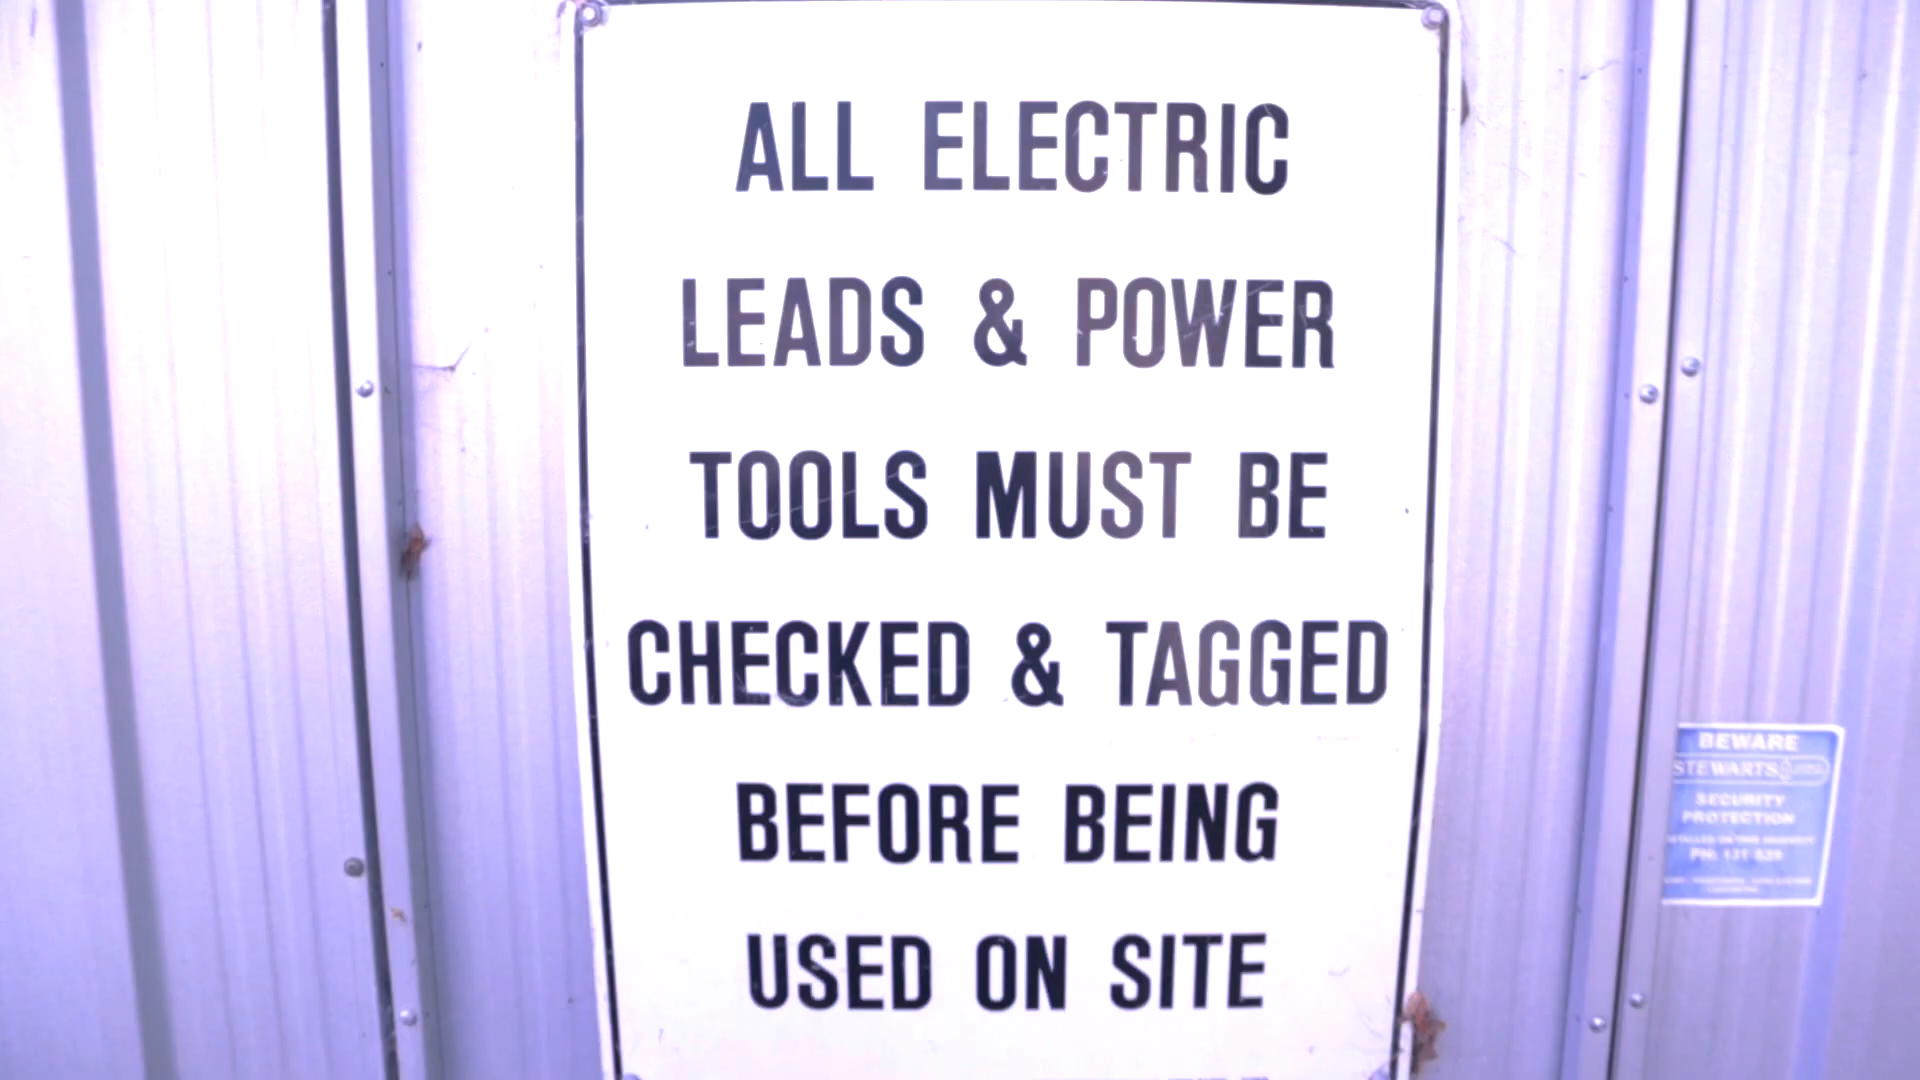 ALL ELECTRIC
LEADS & POWER
TOOLS MUST BE
CHECKED & TAGGED
BEFORE BEING
USED ON SITE
BEWARE
STEWARTS
SECURITY
PROTECTION